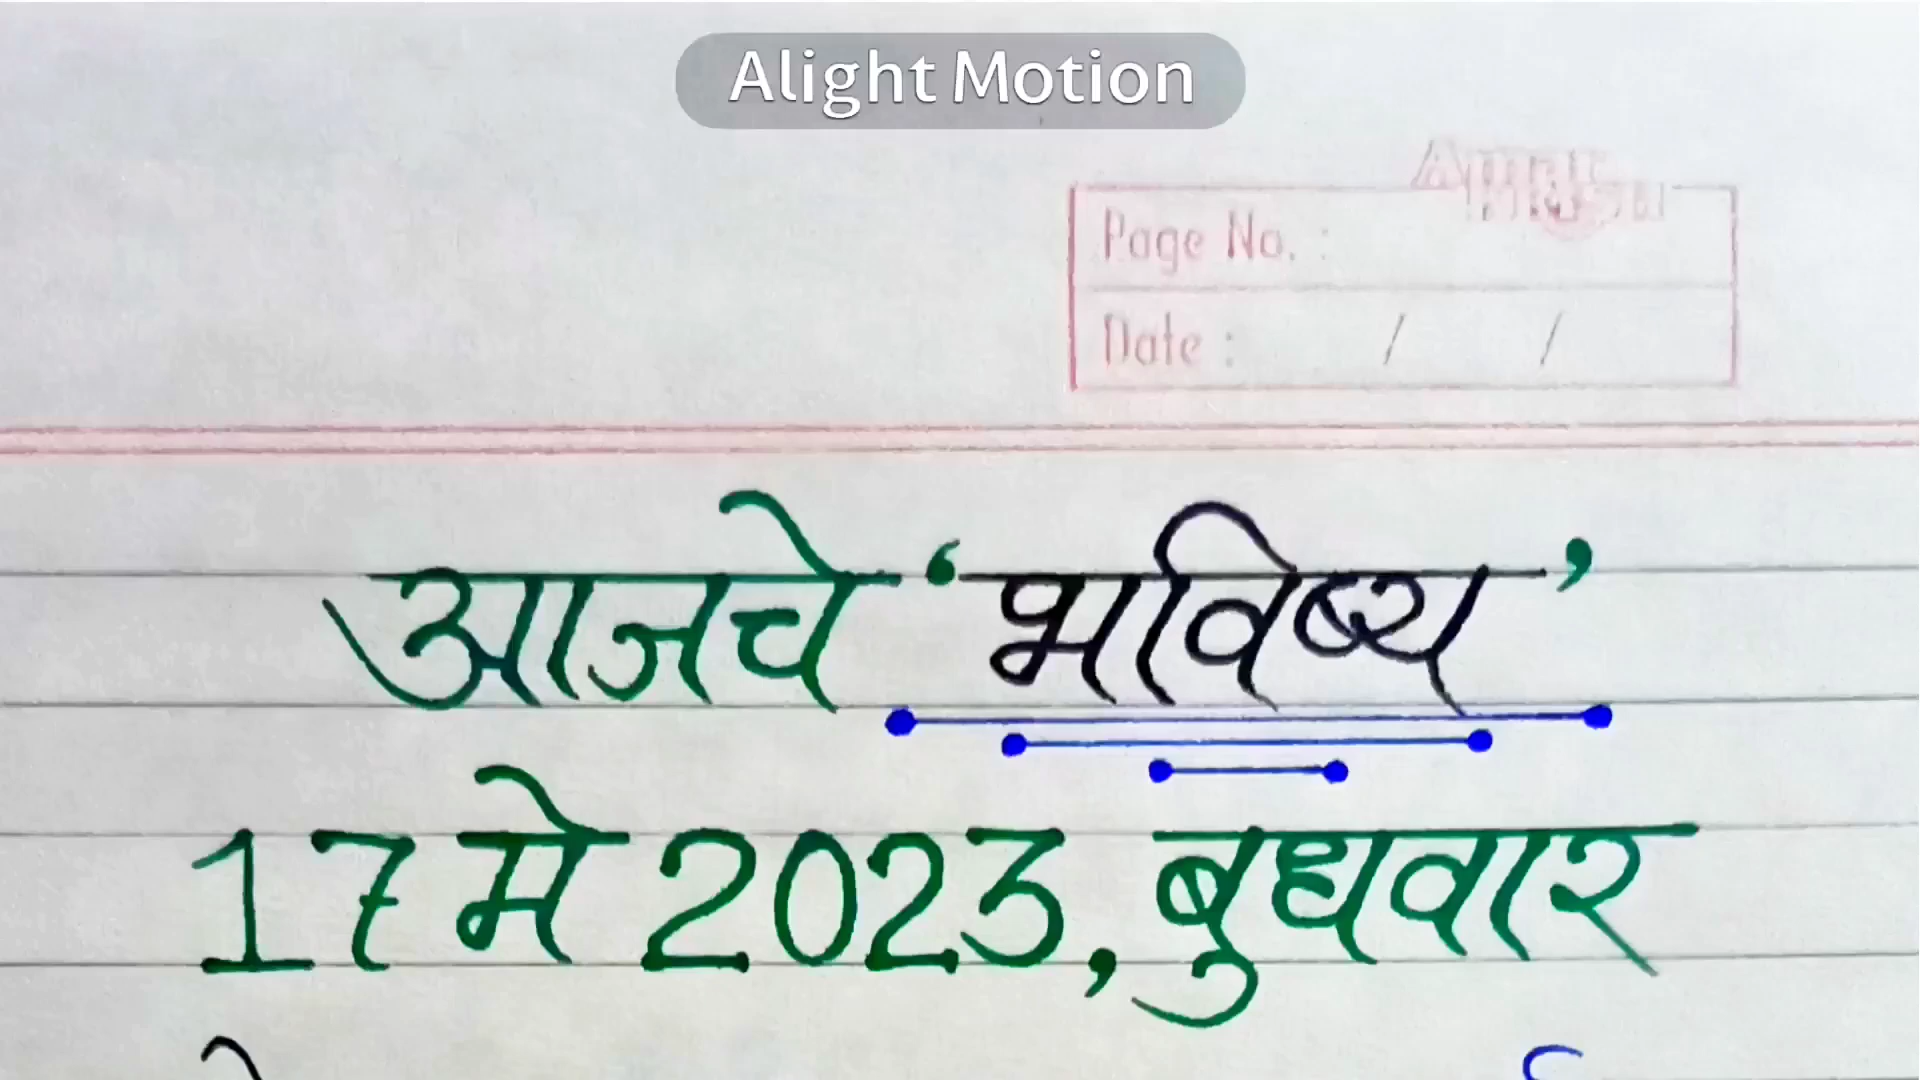 Alight Motion
Page No. :
Date : / /
आजचे ‘भविष्य’
17 मे 2023, बुधवार